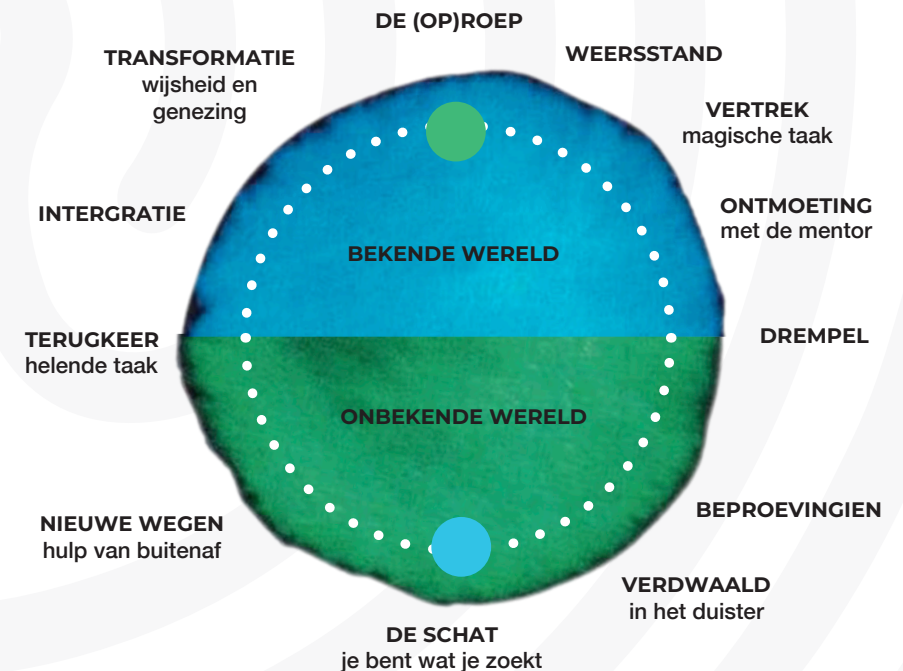 DE (OP)ROEP
WEERSSTAND
VERTREK
magische taak
ONTMOETING
met de mentor
DREMPEL
BEPROEVINGIEN
VERDWAALD
in het duister
DE SCHAT
je bent wat je zoekt
NIEUWE WEGEN
hulp van buitenaf
TERUGKEER
helende taak
INTERGRATIE
TRANSFORMATIE
wijsheid en
genezing
BEKENDE WERELD
ONBEKENDE WERELD